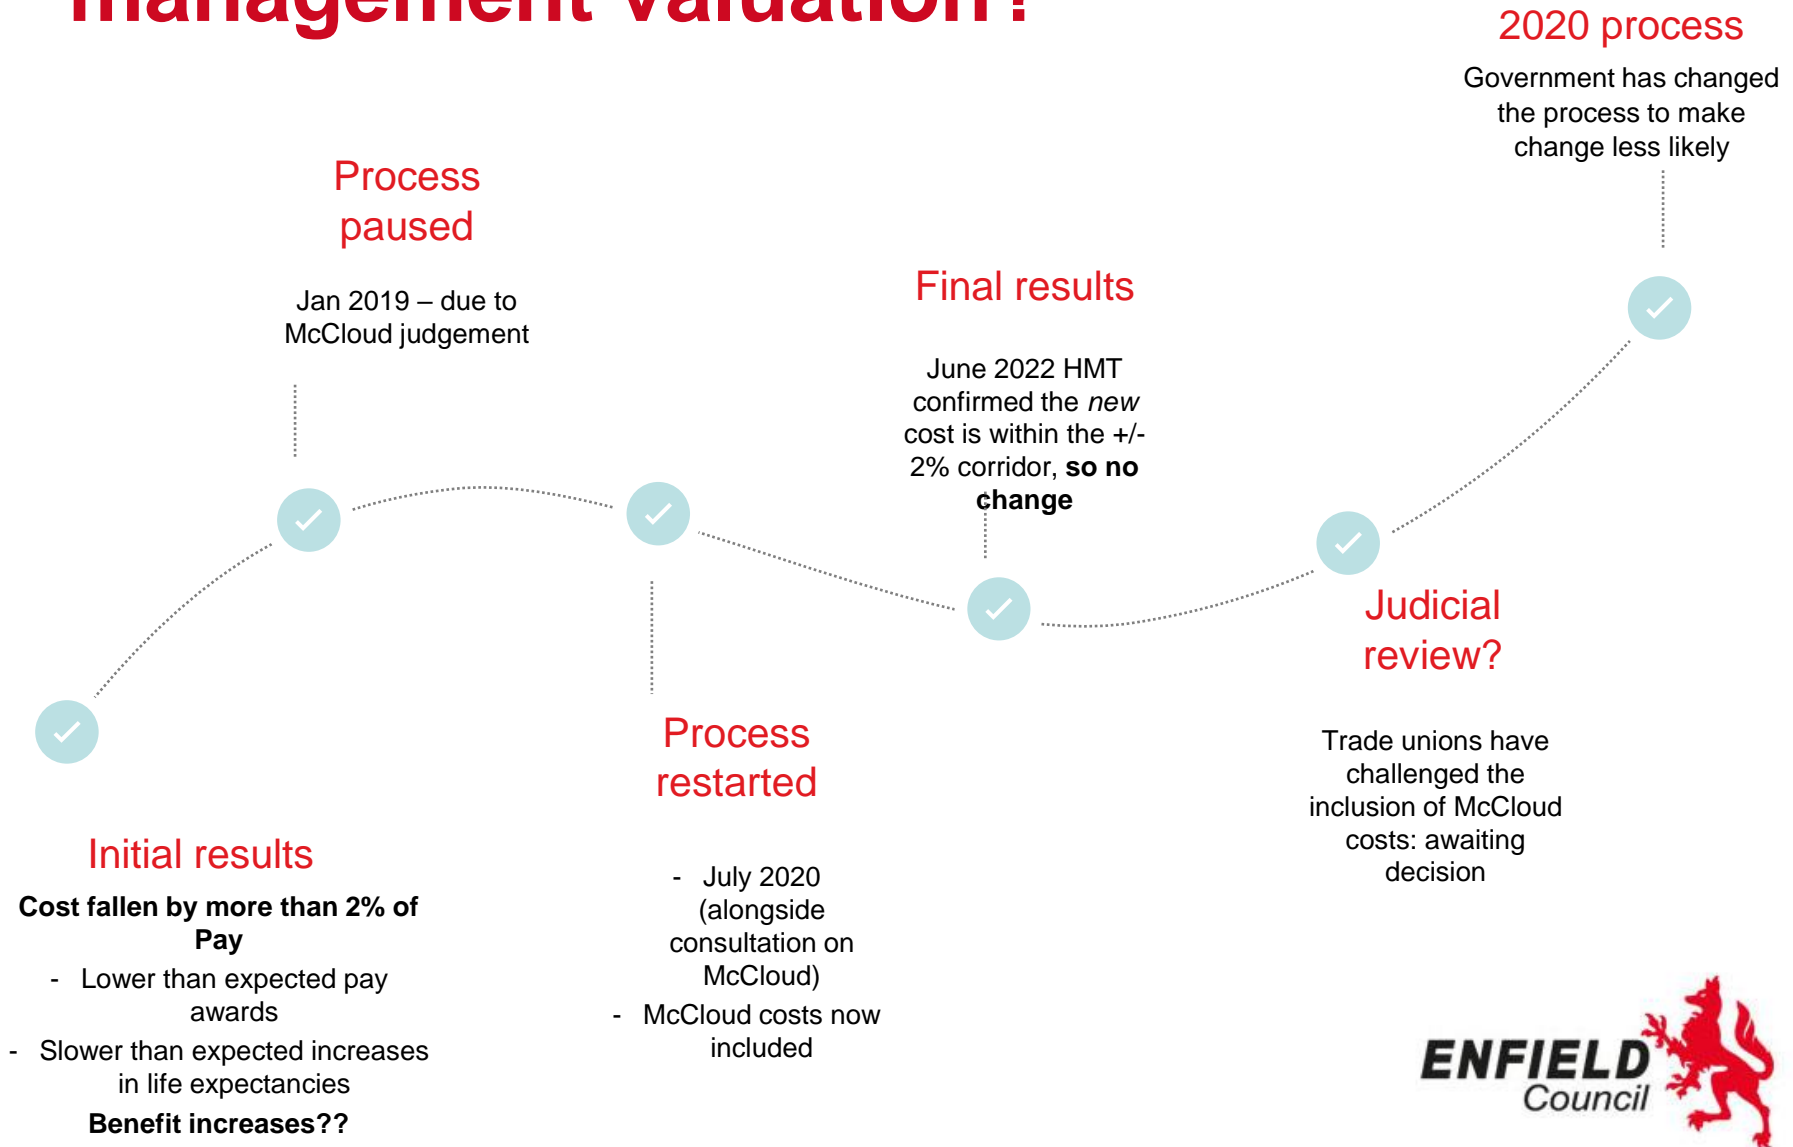 management valuation?
Initial results
Cost fallen by more than 2% of
Pay
- Lower than expected pay
awards
- Slower than expected increases
in life expectancies
Benefit increases??
Process
paused
Jan 2019 – due to
McCloud judgement
Process
restarted
- July 2020
(alongside
consultation on
McCloud)
- McCloud costs now
included
Final results
June 2022 HMT
confirmed the new
cost is within the +/-
2% corridor, so no
change
Judicial
review?
Trade unions have
challenged the
inclusion of McCloud
costs: awaiting
decision
2020 process
Government has changed
the process to make
change less likely
ENFIELD
Council